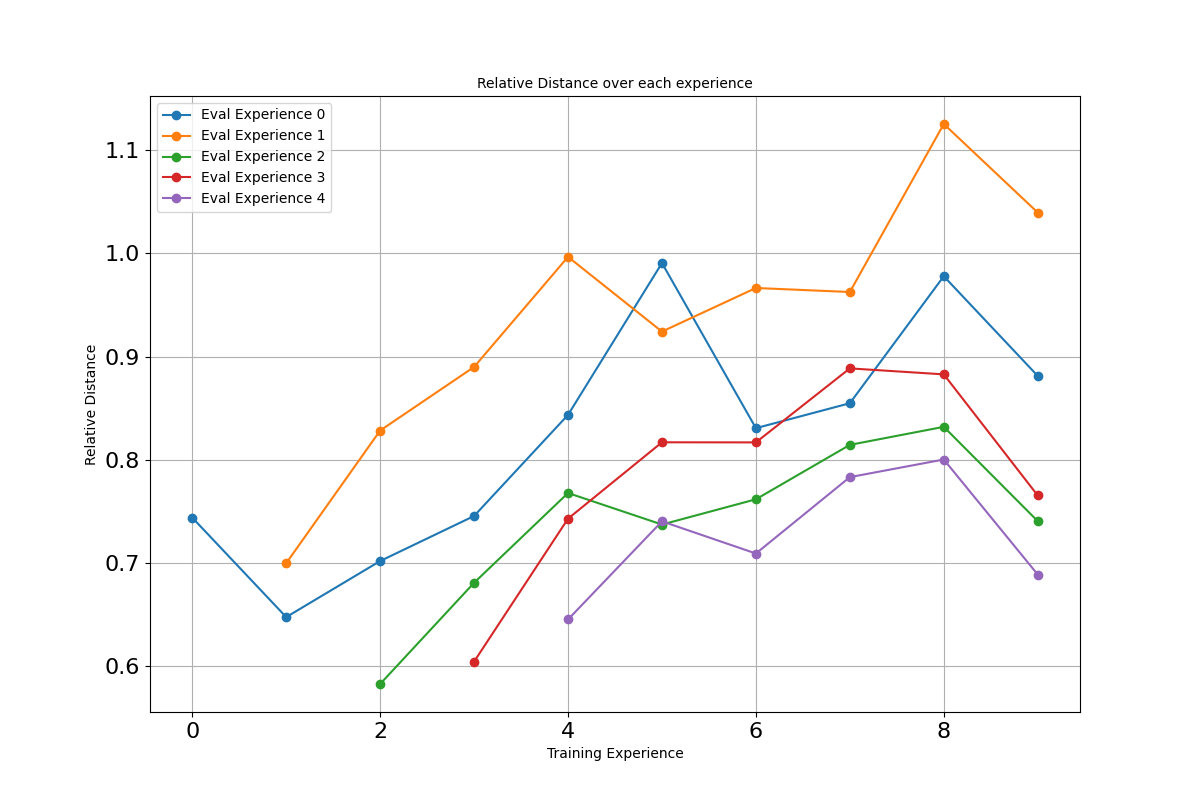 Relative Distance over each experience
Eval Experience 0
Eval Experience 1
Eval Experience 2
Eval Experience 3
Eval Experience 4
1.1
1.0
0.9
0.8
0.7
0.6
Relative Distance
0 2 4 6 8
Training Experience